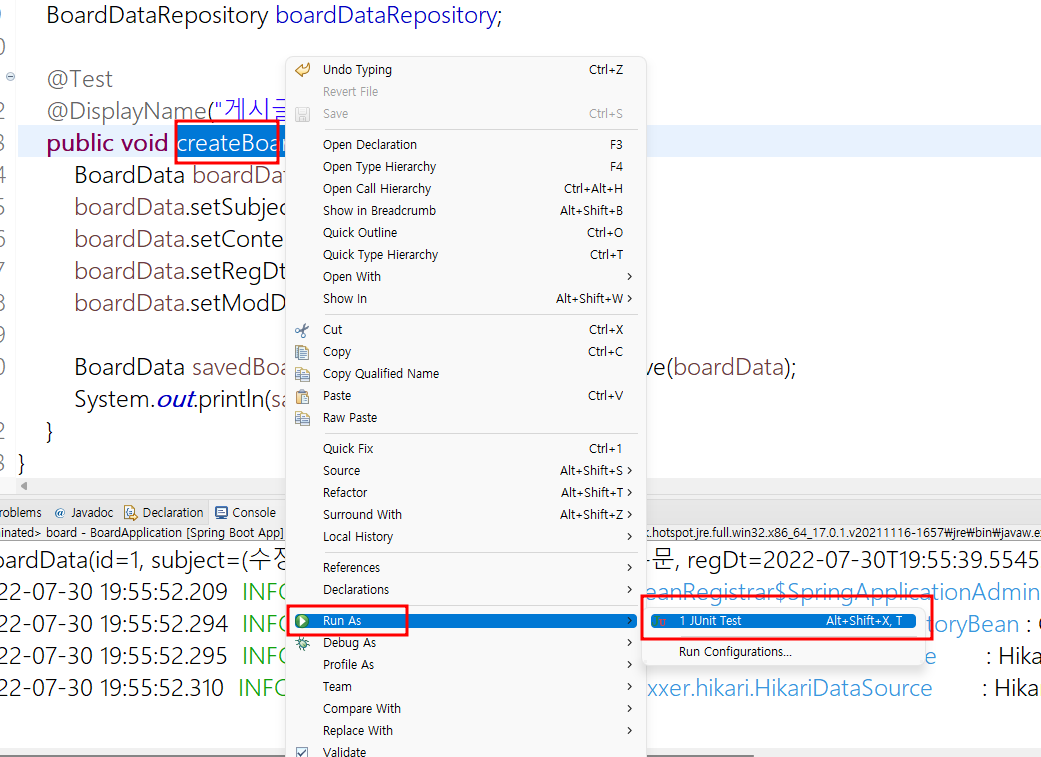 BoardDataRepository boardDataRepository;
@Test
@DisplayName("게시글
public void createBoar
BoardData boardDat
boardData.setSubjec
boardData.setConte
boardData.setRegDt
boardData.setModD
BoardData savedBoa ve(boardData);
System.out.println(sa
}
}
Undo Typing Ctrl+Z
Revert File
Save Ctrl+S
Open Declaration F3
Open Type Hierarchy F4
Open Call Hierarchy Ctrl+Alt+H
Show in Breadcrumb Alt+Shift+B
Quick Outline Ctrl+O
Quick Type Hierarchy Ctrl+T
Open With
Show In Alt+Shift+W
Cut Ctrl+X
Copy Ctrl+C
Copy Qualified Name
Paste Ctrl+V
Raw Paste
Quick Fix Ctrl+1
Source Alt+Shift+S
Refactor Alt+Shift+T
Surround With Alt+Shift+Z
Local History
References
Declarations
Run As
Debug As
Profile As
Team
Compare With
Replace With
Validate
1 JUnit Test Alt+Shift+X, T
Run Configurations...
roblems @ Javadoc Declaration Console
inated> board - BoardApplication [Spring Boot App] .hotspot.jre.full.win32.x86_64_17.0.1.v20211116-1657₩jre₩bin₩javaw.e
oardData(id=1, subject=(수정 문, regDt=2022-07-30T19:55:39.5545
22-07-30 19:55:52.209 INFO eanRegistrar$SpringApplicationAdmin
22-07-30 19:55:52.294 INFO toryBean : C
22-07-30 19:55:52.295 INFO e : Hika
22-07-30 19:55:52.310 INFO xxer.hikari.HikariDataSource : Hika